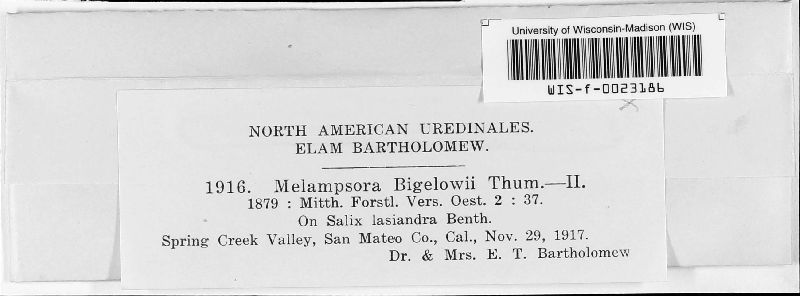 University of Wisconsin-Madison (WIS)
WIS-f-0023186
NORTH AMERICAN UREDINALES.
ELAM BARTHOLOMEW.
1916. Melampsora Bigelowii Thum.—II.
1879 : Mitth. Forstl. Vers. Oest. 2 : 37.
On Salix lasiandra Benth.
Spring Creek Valley, San Mateo Co., Cal., Nov. 29, 1917.
Dr. & Mrs. E. T. Bartholomew